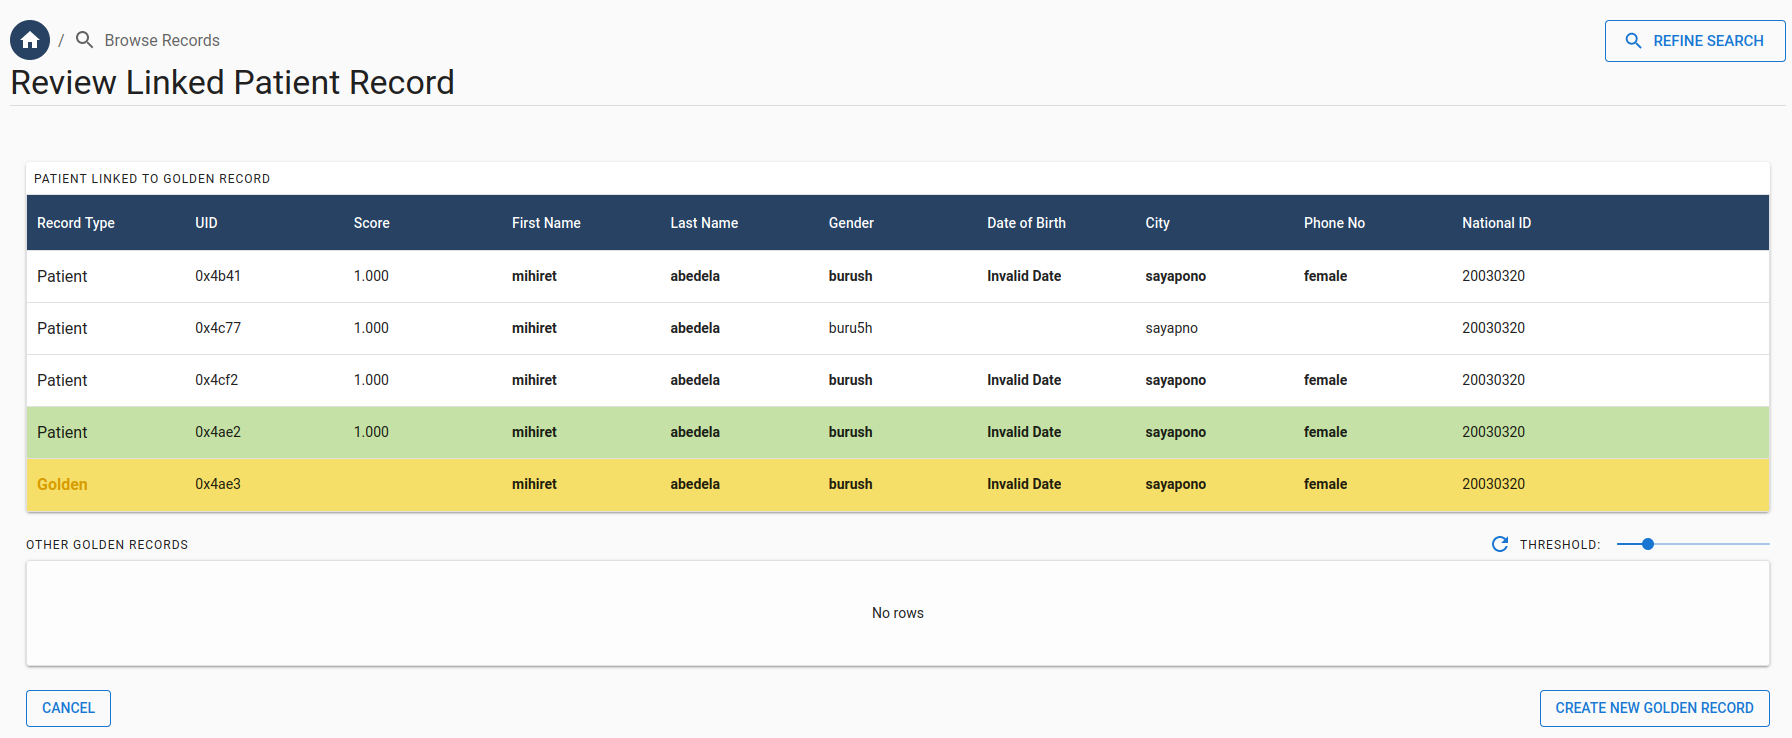 / Browse Records
REFINE SEARCH
Review Linked Patient Record
PATIENT LINKED TO GOLDEN RECORD
Record Type UID Score First Name Last Name Gender Date of Birth City Phone No National ID
Patient 0x4b41 1.000 mihiret abedela burush Invalid Date sayapono female 20030320
Patient 0x4c77 1.000 mihiret abedela buru5h sayapno 20030320
Patient 0x4cf2 1.000 mihiret abedela burush Invalid Date sayapono female 20030320
Patient 0x4ae2 1.000 mihiret abedela burush Invalid Date sayapono female 20030320
Golden 0x4ae3 mihiret abedela burush Invalid Date sayapono female 20030320
OTHER GOLDEN RECORDS THRESHOLD:
No rows
CANCEL CREATE NEW GOLDEN RECORD